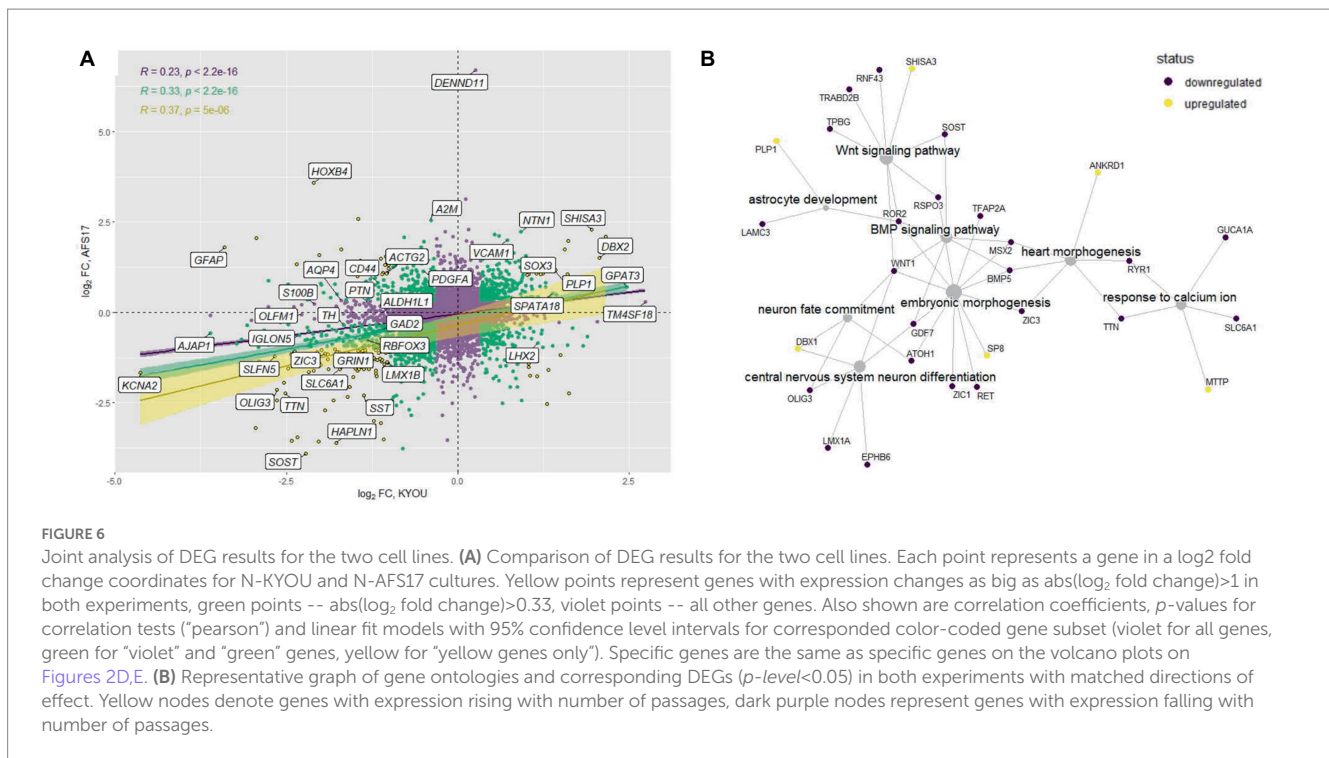 A
R = 0.23, p < 2.2e-16
R = 0.33, p < 2.2e-16
R = 0.37, p = 5e-06
DENND11
5.0
HOXB4
2.5
A2M
NTN1
SHISA3
GFAP
ACTG2
VCAM1
DBX2
AQP4
CD44
SOX3
GPAT3
S100B
PTN
PDGFA
PLP1
ALDH1L1
SPATA18
OLFM1
TH
0.0
GAD2
TM4SF18
AJAP1
IGLON5
RBFOX3
ZIC3
GRIN1
LHX2
SLFN5
LMX1B
KCNA2
SLC6A1
OLIG3
TTN
SST
-2.5
HAPLN1
SOST
-5.0
-2.5
0.0
2.5
log2 FC, KYOU
log2 FC, AFS17
B
status
downregulated
upregulated
SHISA3
RNF43
TRABD2B
TPBG
SOST
Wnt signaling pathway
PLP1
ANKRD1
astrocyte development
RSPO3
TFAP2A
ROR2
LAMC3
BMP signaling pathway
GUCA1A
MSX2
heart morphogenesis
WNT1
BMP5
RYR1
embryonic morphogenesis
response to calcium ion
neuron fate commitment
ZIC3
TTN
SLC6A1
GDF7
DBX1
ATOH1
SP8
central nervous system neuron differentiation
MTTP
OLIG3
ZIC1
RET
LMX1A
EPHB6
FIGURE 6
Joint analysis of DEG results for the two cell lines. (A) Comparison of DEG results for the two cell lines. Each point represents a gene in a log2 fold
change coordinates for N-KYOU and N-AFS17 cultures. Yellow points represent genes with expression changes as big as abs(log2 fold change)>1 in
both experiments, green points -- abs(log2 fold change)>0.33, violet points -- all other genes. Also shown are correlation coefficients, p-values for
correlation tests ("pearson") and linear fit models with 95% confidence level intervals for corresponded color-coded gene subset (violet for all genes,
green for "violet" and "green" genes, yellow for "yellow genes only"). Specific genes are the same as specific genes on the volcano plots on
Figures 2D,E. (B) Representative graph of gene ontologies and corresponding DEGs (p-level<0.05) in both experiments with matched directions of
effect. Yellow nodes denote genes with expression rising with number of passages, dark purple nodes represent genes with expression falling with
number of passages.